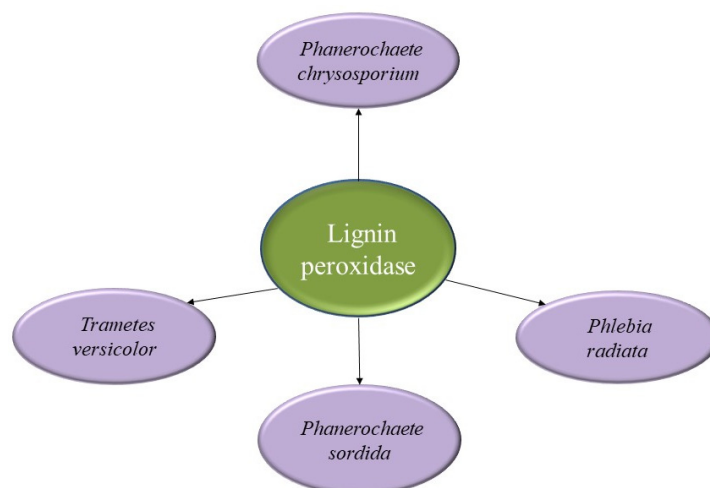 Phanerochaete
chrysosporium
Lignin
peroxidase
Trametes
versicolor
Phlebia
radiata
Phanerochaete
sordida